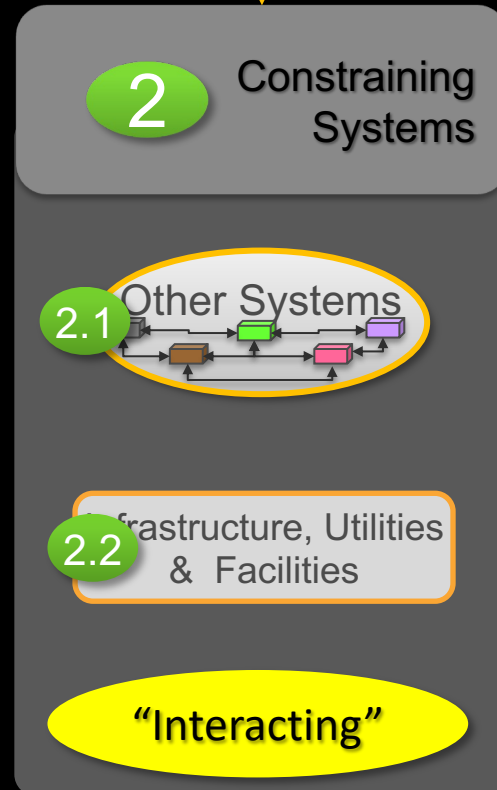 2
Constraining
Systems
2.1
Other Systems
2.2
frastructure, Utilities
& Facilities
“Interacting”